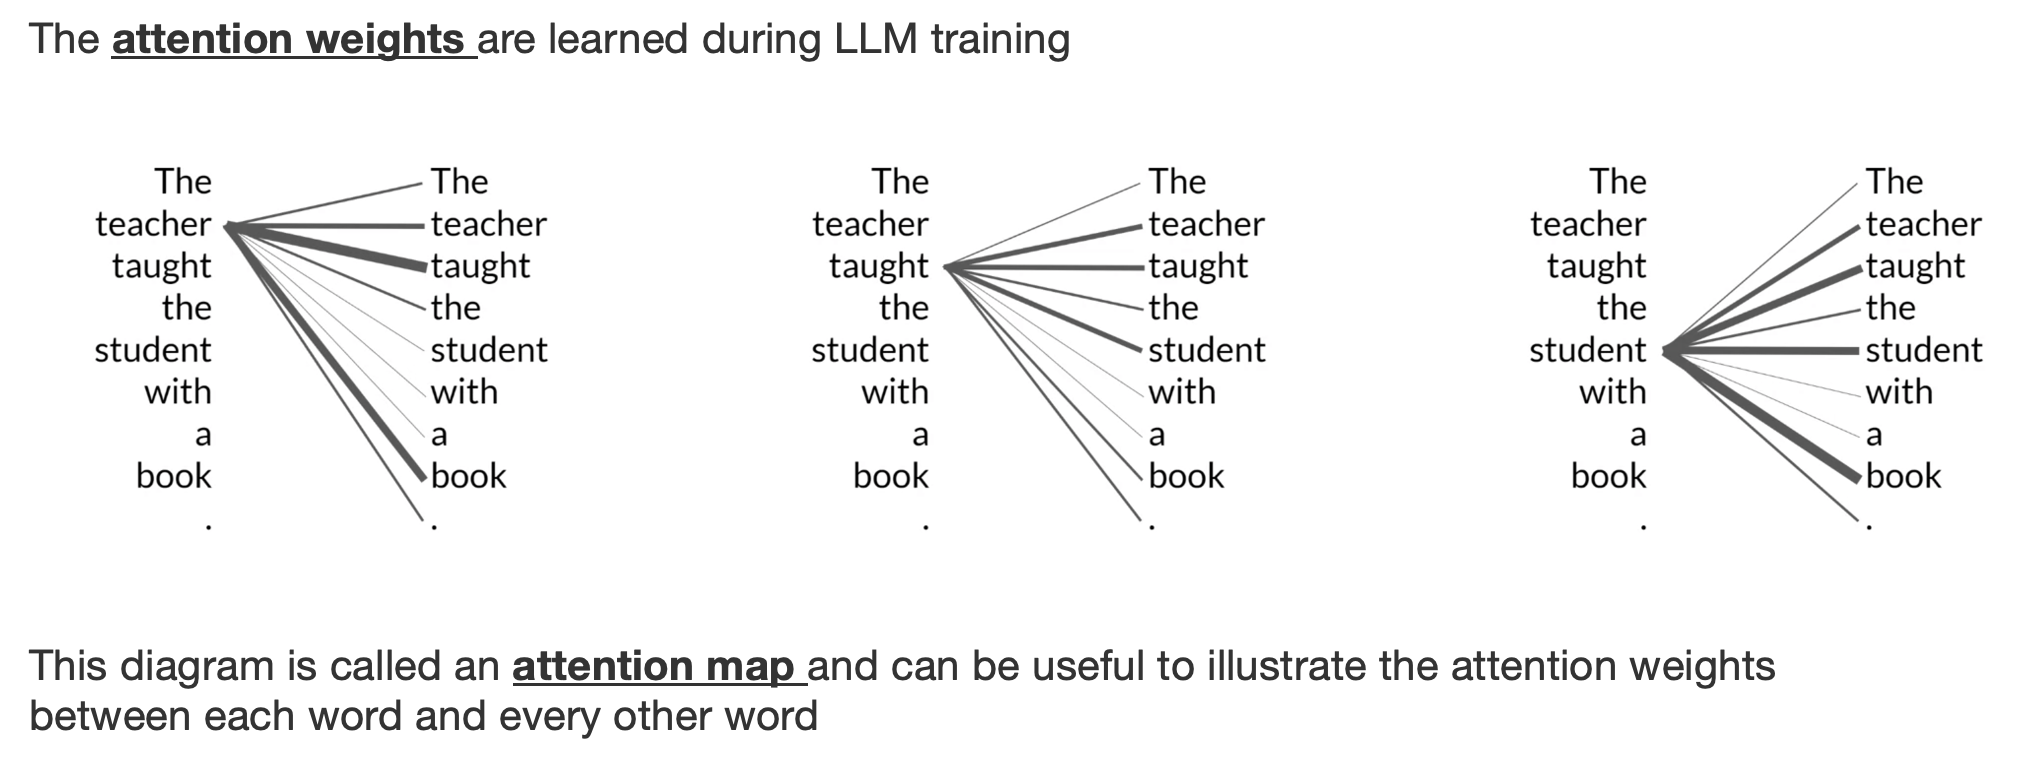 The attention weights are learned during LLM training
The The The The The The
teacher teacher teacher teacher teacher teacher
taught taught taught taught taught taught
the the the the the the
student student student student student student
with with with with with with
a a a a a a
book book book book book book
. . . . . .
This diagram is called an attention map and can be useful to illustrate the attention weights
between each word and every other word